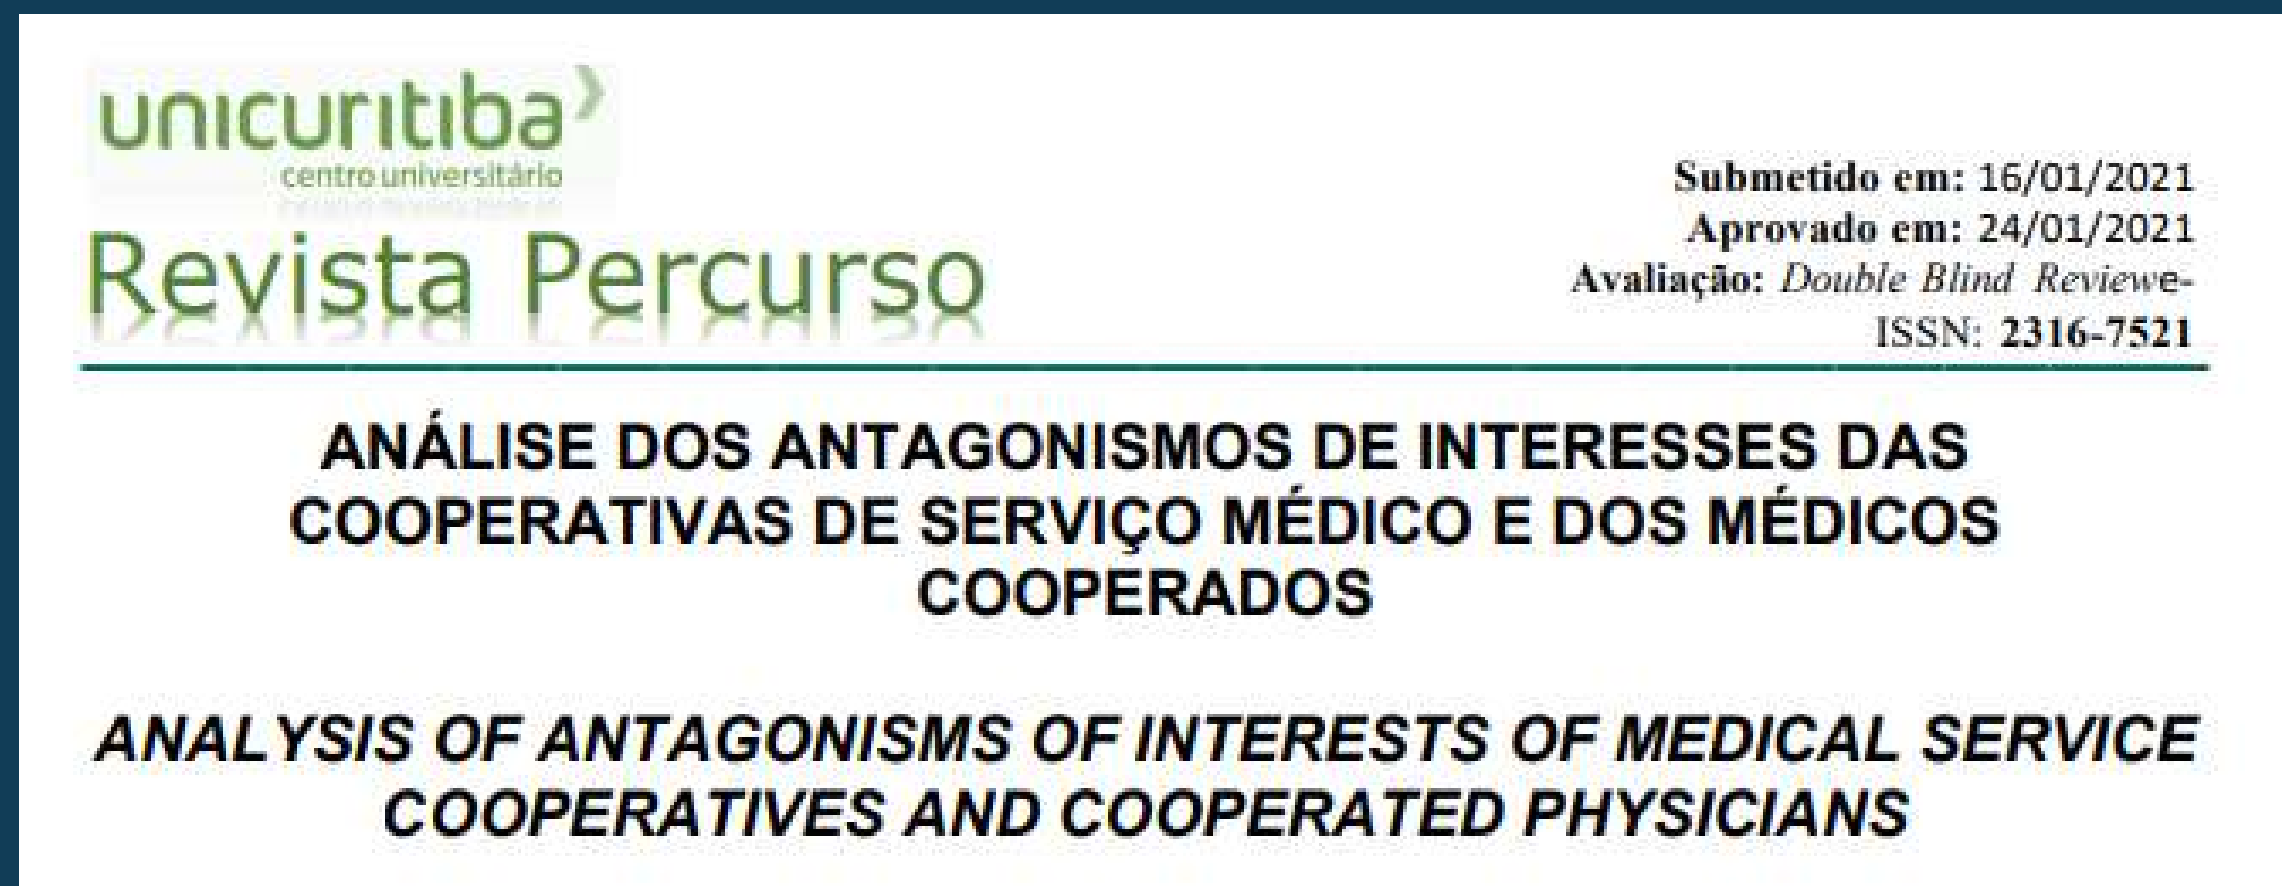 unicuritiba
centro universitário
Revista Percurso
Submetido em: 16/01/2021
Aprovado em: 24/01/2021
Avaliação: Double Blind Reviewe-
ISSN: 2316-7521
ANÁLISE DOS ANTAGONISMOS DE INTERESSES DAS
COOPERATIVAS DE SERVIÇO MÉDICO E DOS MÉDICOS
COOPERADOS
ANALYSIS OF ANTAGONISMS OF INTERESTS OF MEDICAL SERVICE
COOPERATIVES AND COOPERATED PHYSICIANS